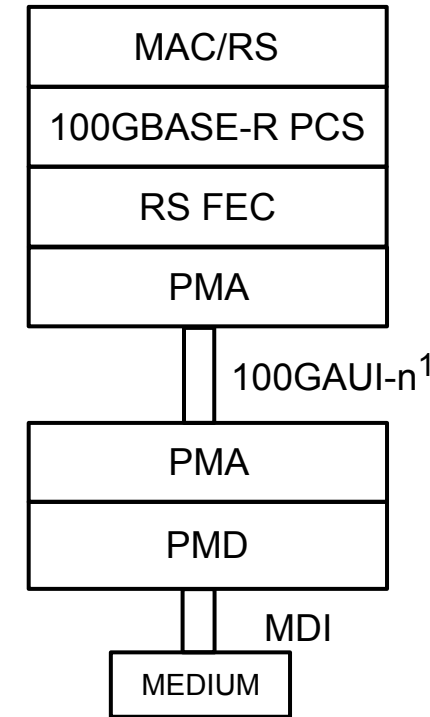 MAC/RS
100GBASE-R PCS
RS FEC
PMA
100GAUI-n¹
PMA
PMD
MDI
MEDIUM